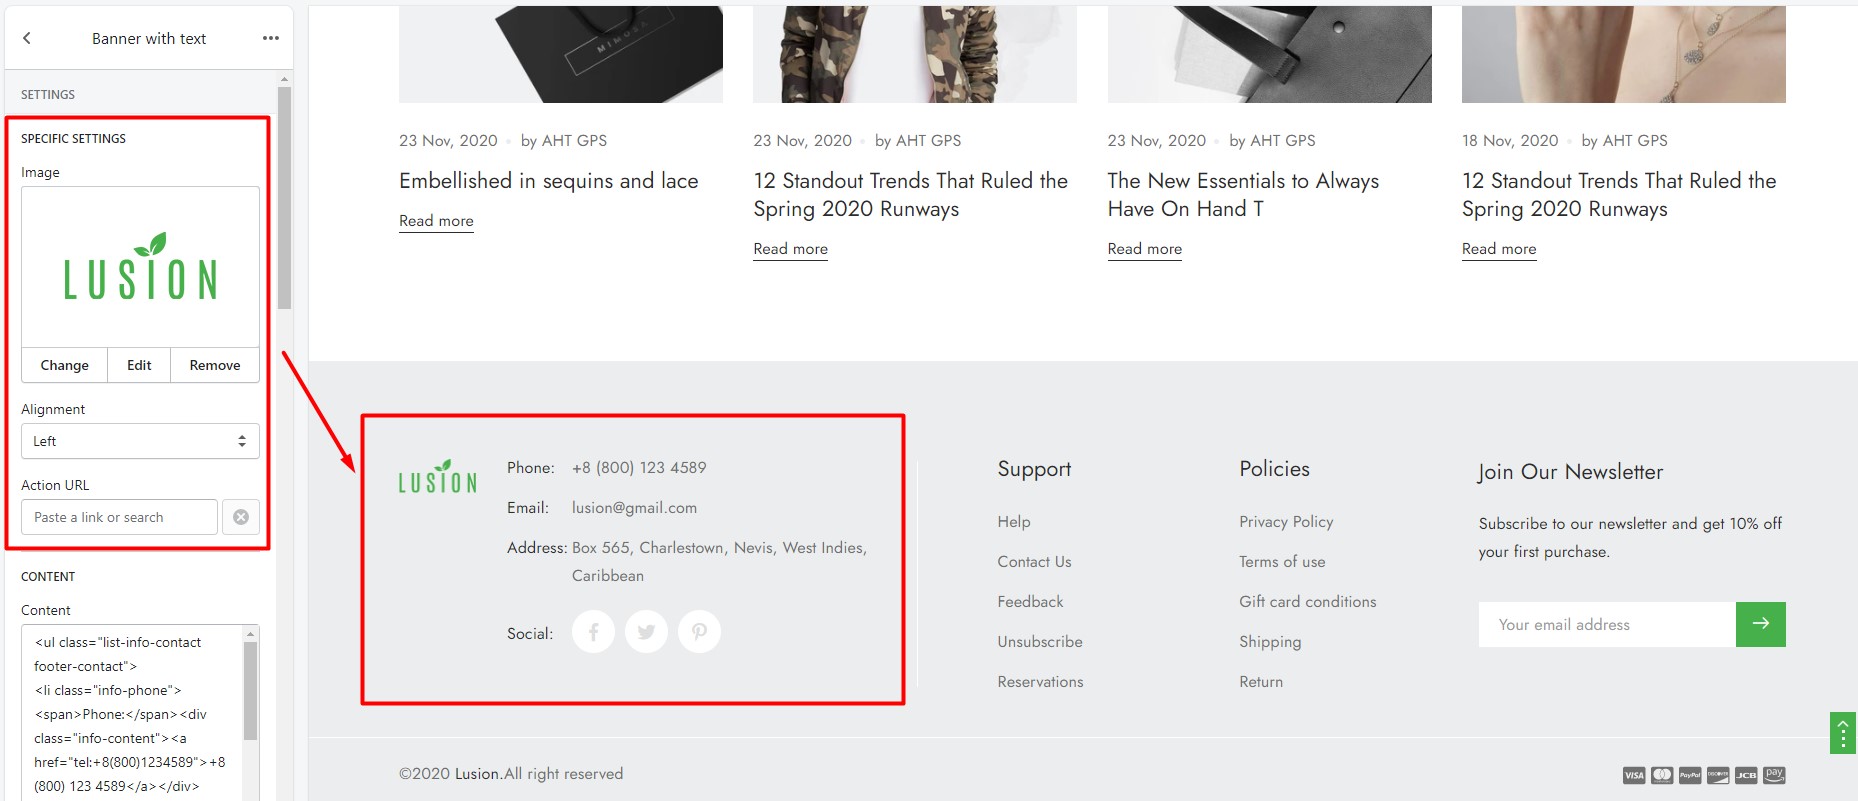 Banner with text
SETTINGS
SPECIFIC SETTINGS
Image
LUSION
Change Edit Remove
Alignment
Left
Action URL
Paste a link or search
CONTENT
Content
<ul class="list-info-contact
footer-contact">
<li class="info-phone">
<span>Phone:</span><div
class="info-content"><a
href="tel:+8(800)1234589">+8
(800) 123 4589</a></div>
MIMOSA
23 Nov, 2020 by AHT GPS
Embellished in sequins and lace
Read more
23 Nov, 2020 by AHT GPS
12 Standout Trends That Ruled the
Spring 2020 Runways
Read more
23 Nov, 2020 by AHT GPS
The New Essentials to Always
Have On Hand T
Read more
18 Nov, 2020 by AHT GPS
12 Standout Trends That Ruled the
Spring 2020 Runways
Read more
LUSION
Phone: +8 (800) 123 4589
Email: lusion@gmail.com
Address: Box 565, Charlestown, Nevis, West Indies,
Caribbean
Social:
Support
Help
Contact Us
Feedback
Unsubscribe
Reservations
Policies
Privacy Policy
Terms of use
Gift card conditions
Shipping
Return
Join Our Newsletter
Subscribe to our newsletter and get 10% off
your first purchase.
Your email address
©2020 Lusion.All right reserved
VISA MasterCard PayPal DISCOVER JCB pay